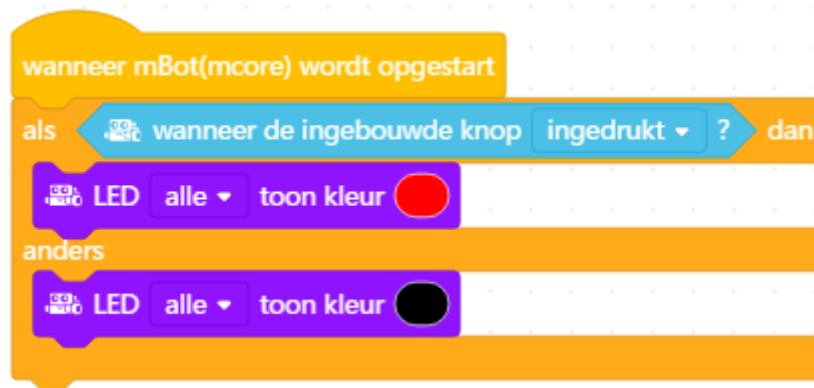 wanneer mBot(mcore) wordt opgestart
als wanneer de ingebouwde knop ingedrukt ? dan
LED alle toon kleur
anders
LED alle toon kleur